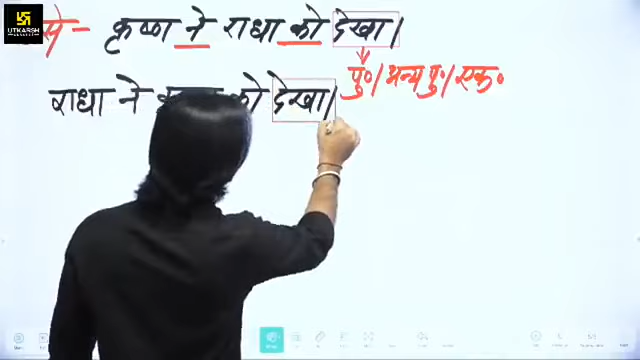 UTKARSH
से- कृष्ण ने राधा को देखा।
पु०/अन्य पु०/एक०
राधा ने को देखा।